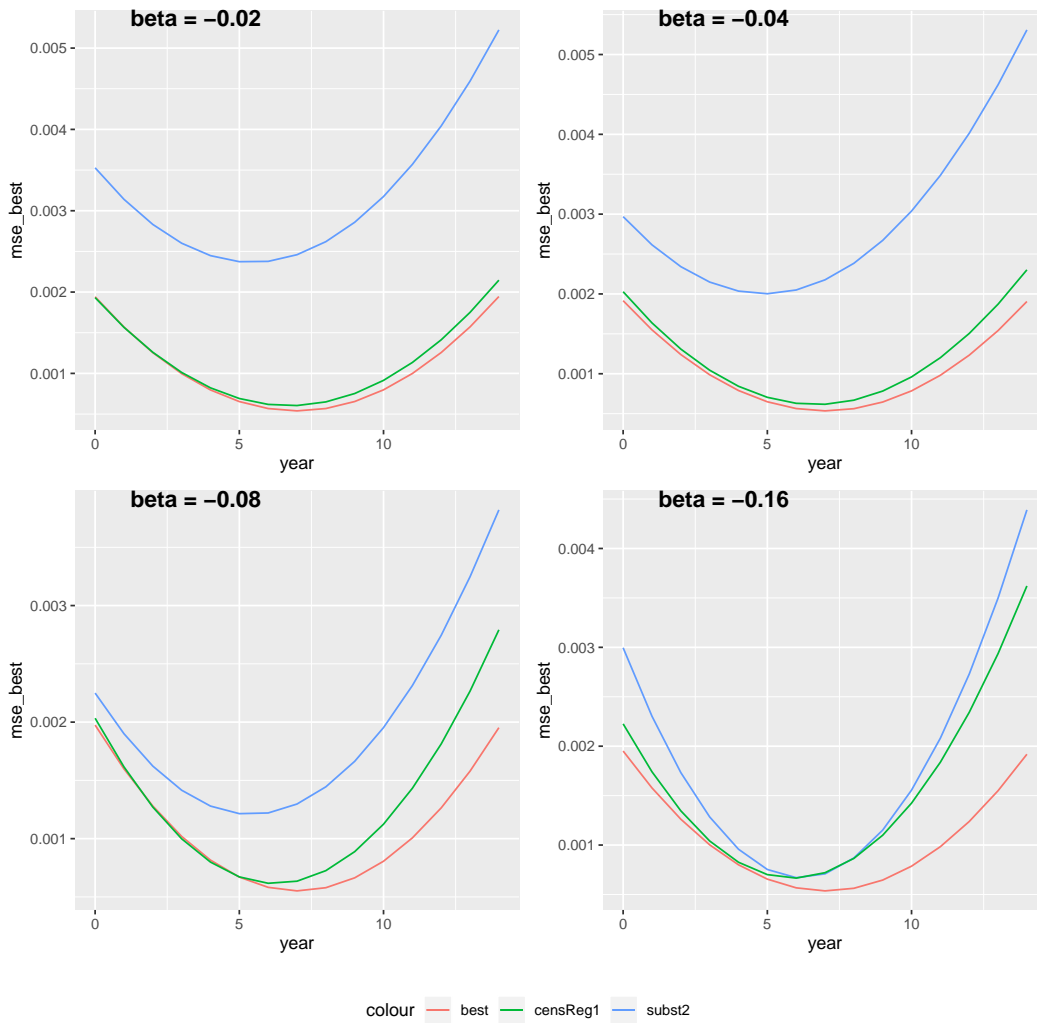 beta = −0.02
0.005
0.004
0.003
0.002
0.001
mse_best
0
5
10
year
beta = −0.04
0.005
0.004
0.003
0.002
0.001
mse_best
0
5
10
year
beta = −0.08
0.003
0.002
0.001
mse_best
0
5
10
year
beta = −0.16
0.004
0.003
0.002
0.001
mse_best
0
5
10
year
colour best censReg1 subst2